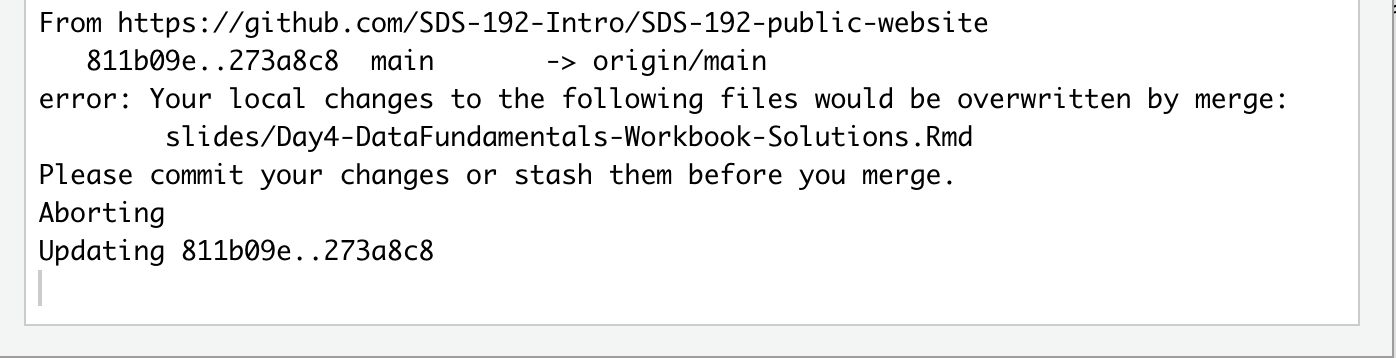 From https://github.com/SDS-192-Intro/SDS-192-public-website
   811b09e..273a8c8  main       -> origin/main
error: Your local changes to the following files would be overwritten by merge:
        slides/Day4-DataFundamentals-Workbook-Solutions.Rmd
Please commit your changes or stash them before you merge.
Aborting
Updating 811b09e..273a8c8